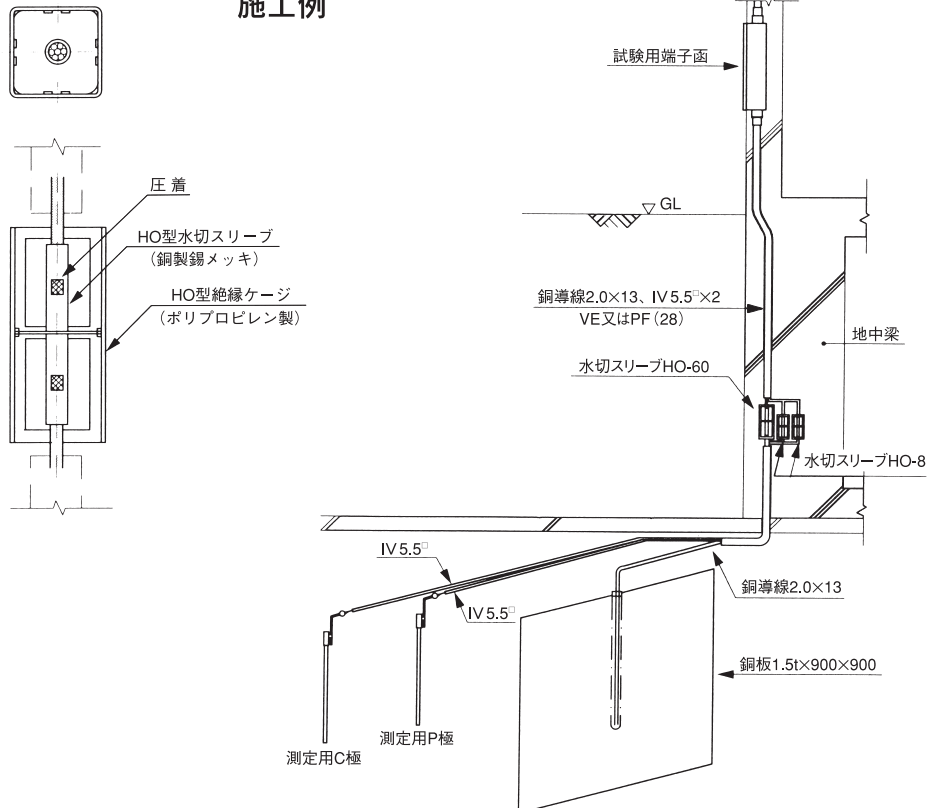 施工例
圧着
HO型水切スリーブ
(銅製錫メッキ)
HO型絶縁ケージ
(ポリプロピレン製)
試験用端子函
GL
銅導線2.0×13、IV5.5□×2
VE又はPF(28)
地中梁
水切スリーブHO-60
水切スリーブHO-8
IV5.5□
IV5.5□
銅導線2.0×13
銅板1.5t×900×900
測定用P極
測定用C極